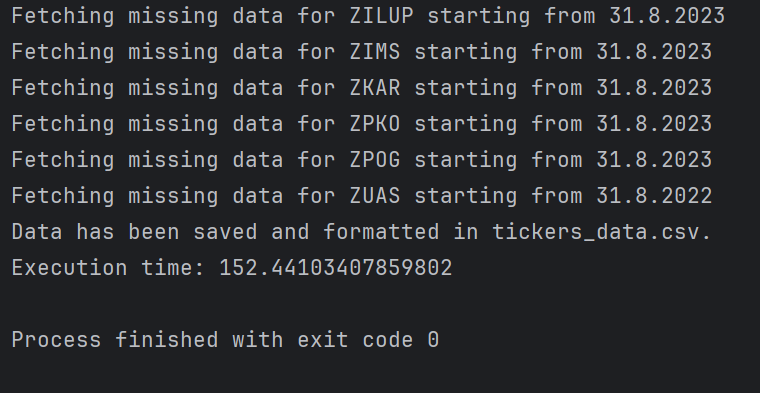 Fetching missing data for ZILUP starting from 31.8.2023
Fetching missing data for ZIMS starting from 31.8.2023
Fetching missing data for ZKAR starting from 31.8.2023
Fetching missing data for ZPKO starting from 31.8.2023
Fetching missing data for ZPOG starting from 31.8.2023
Fetching missing data for ZUAS starting from 31.8.2022
Data has been saved and formatted in tickers_data.csv.
Execution time: 152.44103407859802
Process finished with exit code 0